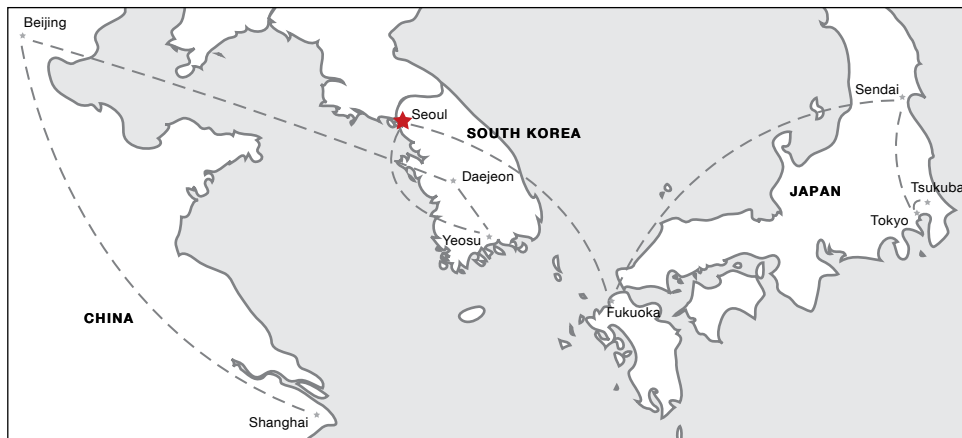 Beijing
Sendai
Seoul
SOUTH KOREA
Daejeon
JAPAN
Tsukuba
Tokyo
Yeosu
Fukuoka
CHINA
Shanghai